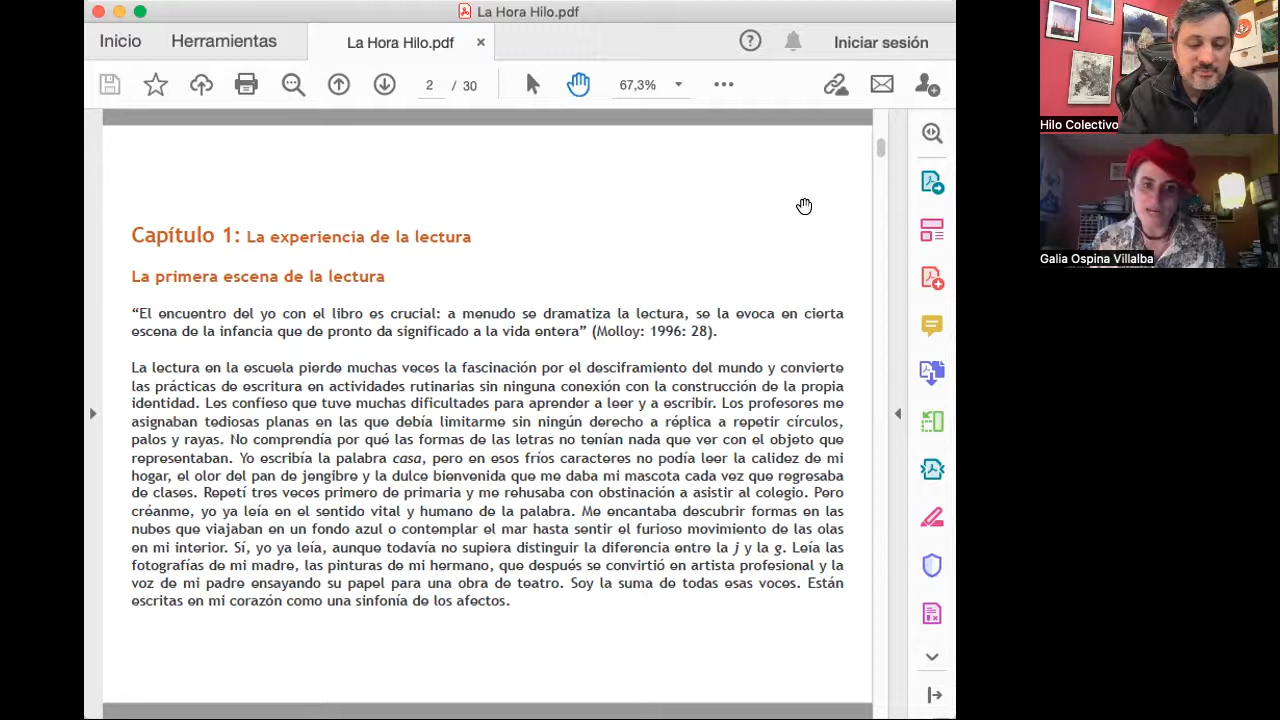 La Hora Hilo.pdf
Inicio Herramientas La Hora Hilo.pdf × Iniciar sesión
2 / 30 67,3%
Capítulo 1: La experiencia de la lectura
La primera escena de la lectura
“El encuentro del yo con el libro es crucial: a menudo se dramatiza la lectura, se la evoca en cierta
escena de la infancia que de pronto da significado a la vida entera” (Molloy: 1996: 28).
La lectura en la escuela pierde muchas veces la fascinación por el desciframiento del mundo y convierte
las prácticas de escritura en actividades rutinarias sin ninguna conexión con la construcción de la propia
identidad. Les confieso que tuve muchas dificultades para aprender a leer y a escribir. Los profesores me
asignaban tediosas planas en las que debía limitarme sin ningún derecho a réplica a repetir círculos,
palos y rayas. No comprendía por qué las formas de las letras no tenían nada que ver con el objeto que
representaban. Yo escribía la palabra casa, pero en esos fríos caracteres no podía leer la calidez de mi
hogar, el olor del pan de jengibre y la dulce bienvenida que me daba mi mascota cada vez que regresaba
de clases. Repetí tres veces primero de primaria y me rehusaba con obstinación a asistir al colegio. Pero
créanme, yo ya leía en el sentido vital y humano de la palabra. Me encantaba descubrir formas en las
nubes que viajaban en un fondo azul o contemplar el mar hasta sentir el furioso movimiento de las olas
en mi interior. Sí, yo ya leía, aunque todavía no supiera distinguir la diferencia entre la j y la g. Leía las
fotografías de mi madre, las pinturas de mi hermano, que después se convirtió en artista profesional y la
voz de mi padre ensayando su papel para una obra de teatro. Soy la suma de todas esas voces. Están
escritas en mi corazón como una sinfonía de los afectos.
Hilo Colectivo
Galia Ospina Villalba